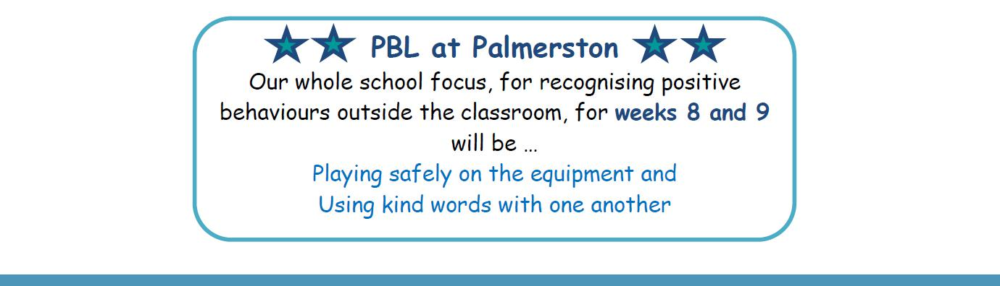 PBL at Palmerston
Our whole school focus, for recognising positive
behaviours outside the classroom, for weeks 8 and 9
will be ...
Playing safely on the equipment and
Using kind words with one another